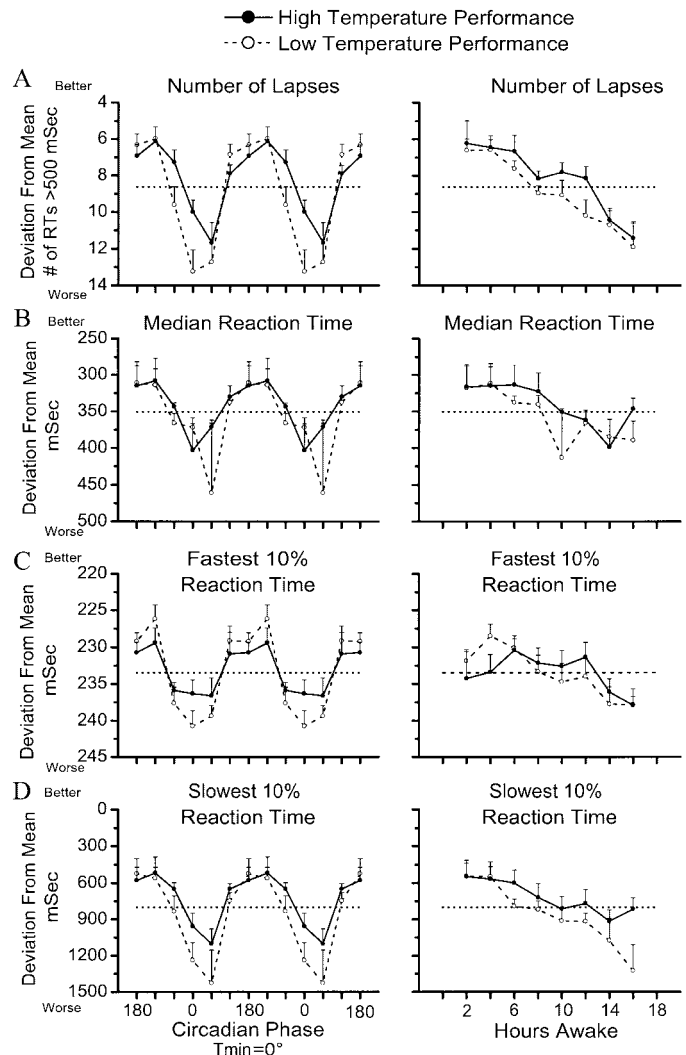 High Temperature Performance
Low Temperature Performance
A
Better
Number of Lapses
Number of Lapses
Deviation From Mean
# of RTs >500 mSec
4
6
8
10
12
14
Worse
B
Better
Median Reaction Time
Median Reaction Time
Deviation From Mean
mSec
250
300
350
400
450
500
Worse
C
Better
Fastest 10%
Reaction Time
Fastest 10%
Reaction Time
Deviation From Mean
mSec
220
225
230
235
240
245
Worse
D
Better
Slowest 10%
Reaction Time
Slowest 10%
Reaction Time
Deviation From Mean
mSec
0
300
600
900
1200
1500
Worse
180 0 180 0 180
Circadian Phase
Tmin=0°
2 6 10 14 18
Hours Awake